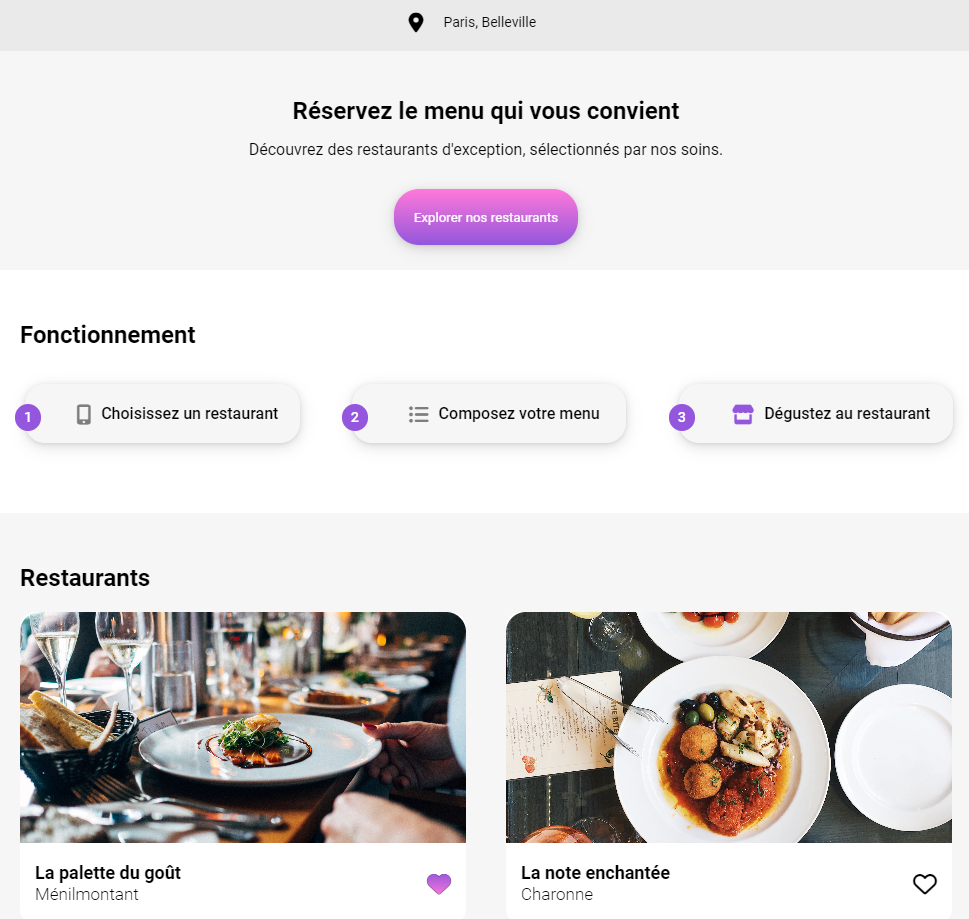 Paris, Belleville
Réservez le menu qui vous convient
Découvrez des restaurants d'exception, sélectionnés par nos soins.
Explorer nos restaurants
Fonctionnement
1 Choisissez un restaurant
2 Composez votre menu
3 Dégustez au restaurant
Restaurants
La palette du goût
Ménilmontant
La note enchantée
Charonne